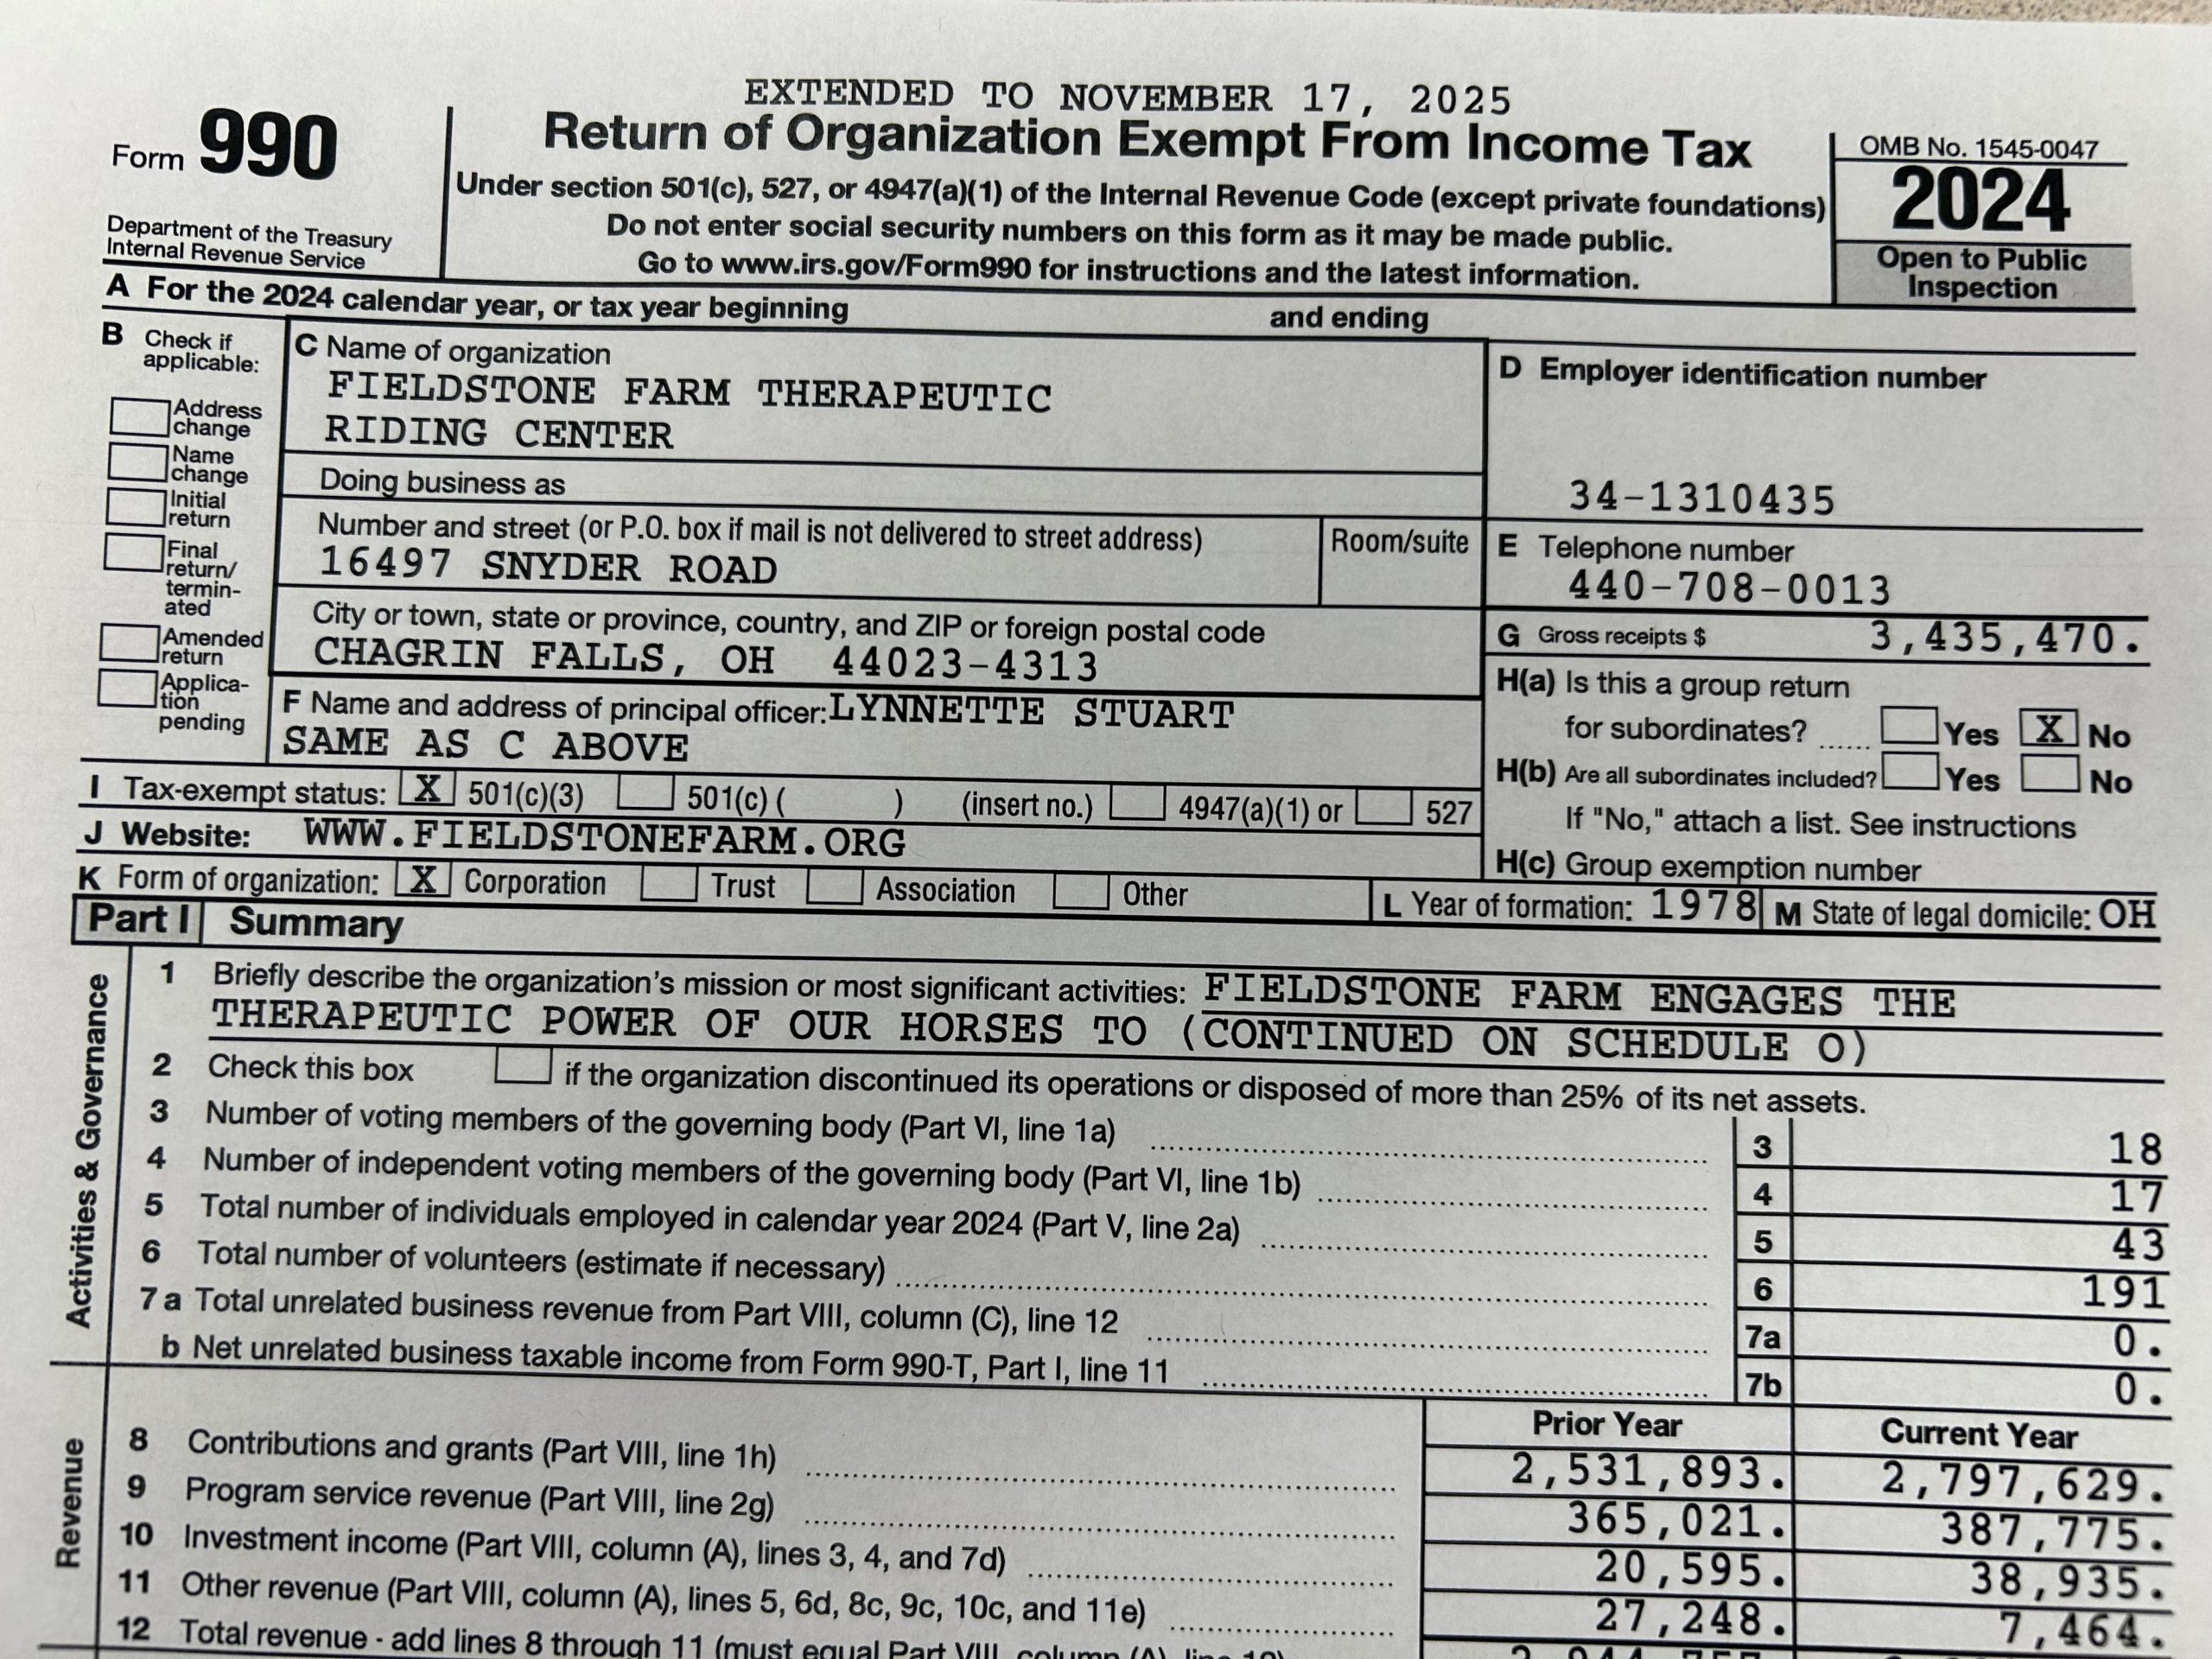 EXTENDED TO NOVEMBER 17, 2025
Form 990
Return of Organization Exempt From Income Tax
OMB No. 1545-0047
Under section 501(c), 527, or 4947(a)(1) of the Internal Revenue Code (except private foundations)
2024
Do not enter social security numbers on this form as it may be made public.
Department of the Treasury
Internal Revenue Service
Go to www.irs.gov/Form990 for instructions and the latest information.
Open to Public
Inspection
A For the 2024 calendar year, or tax year beginning and ending
B Check if
applicable:
Address
change
Name
change
Initial
return
Final
return/
termin-
ated
Amended
return
Applica-
tion
pending
C Name of organization
FIELDSTONE FARM THERAPEUTIC
RIDING CENTER
Doing business as
Number and street (or P.O. box if mail is not delivered to street address) Room/suite
16497 SNYDER ROAD
City or town, state or province, country, and ZIP or foreign postal code
CHAGRIN FALLS, OH 44023-4313
F Name and address of principal officer: LYNNETTE STUART
SAME AS C ABOVE
D Employer identification number
34-1310435
E Telephone number
440-708-0013
G Gross receipts $ 3,435,470.
H(a) Is this a group return
for subordinates? ...... Yes X No
H(b) Are all subordinates included? Yes No
If "No," attach a list. See instructions
H(c) Group exemption number
I Tax-exempt status: X 501(c)(3) 501(c) ( ) (insert no.) 4947(a)(1) or 527
J Website: WWW.FIELDSTONEFARM.ORG
K Form of organization: X Corporation Trust Association Other
L Year of formation: 1978 M State of legal domicile: OH
Part I Summary
Activities & Governance
1 Briefly describe the organization's mission or most significant activities: FIELDSTONE FARM ENGAGES THE
THERAPEUTIC POWER OF OUR HORSES TO (CONTINUED ON SCHEDULE O)
2 Check this box if the organization discontinued its operations or disposed of more than 25% of its net assets.
3 Number of voting members of the governing body (Part VI, line 1a) 3 18
4 Number of independent voting members of the governing body (Part VI, line 1b) 4 17
5 Total number of individuals employed in calendar year 2024 (Part V, line 2a) 5 43
6 Total number of volunteers (estimate if necessary) 6 191
7 a Total unrelated business revenue from Part VIII, column (C), line 12 7a 0.
b Net unrelated business taxable income from Form 990-T, Part I, line 11 7b 0.
Revenue
Prior Year Current Year
8 Contributions and grants (Part VIII, line 1h) 2,531,893. 2,797,629.
9 Program service revenue (Part VIII, line 2g) 365,021. 387,775.
10 Investment income (Part VIII, column (A), lines 3, 4, and 7d) 20,595. 38,935.
11 Other revenue (Part VIII, column (A), lines 5, 6d, 8c, 9c, 10c, and 11e) 27,248. 7,464.
12 Total revenue - add lines 8 through 11 (must equal Part VIII, column (A), line 12)